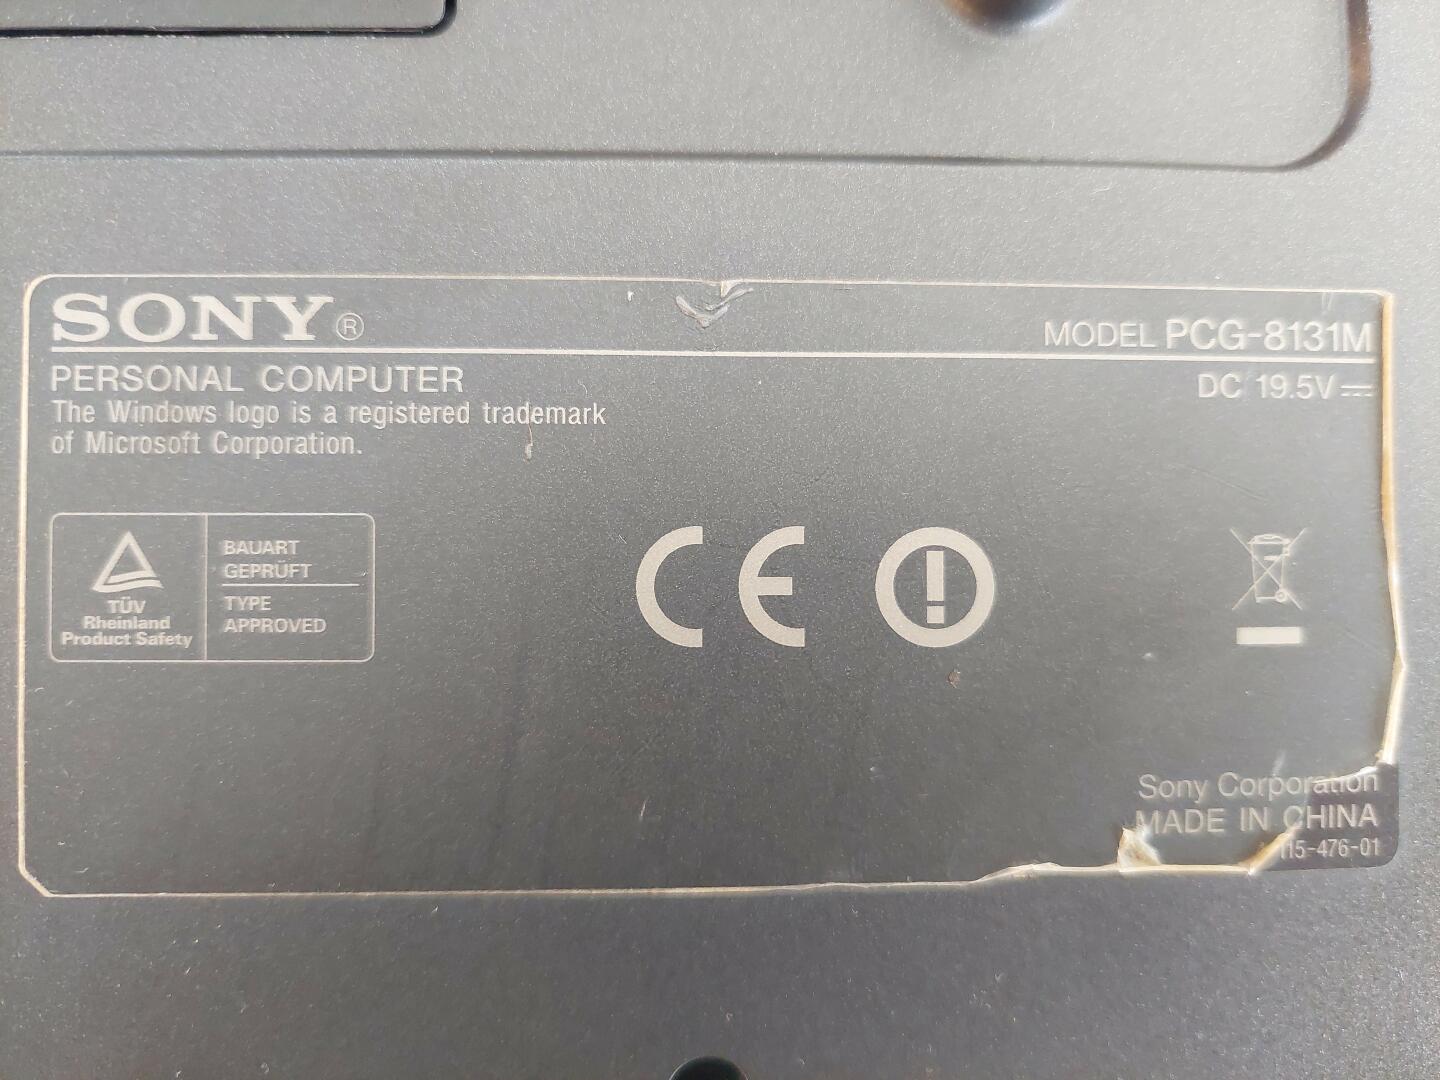 SONY®
MODEL PCG-8131M
PERSONAL COMPUTER
DC 19.5V
The Windows logo is a registered trademark
of Microsoft Corporation.
BAUART
GEPRÜFT
TYPE
APPROVED
TÜV
Rheinland
Product Safety
CE
Sony Corporation
MADE IN CHINA
115-476-01